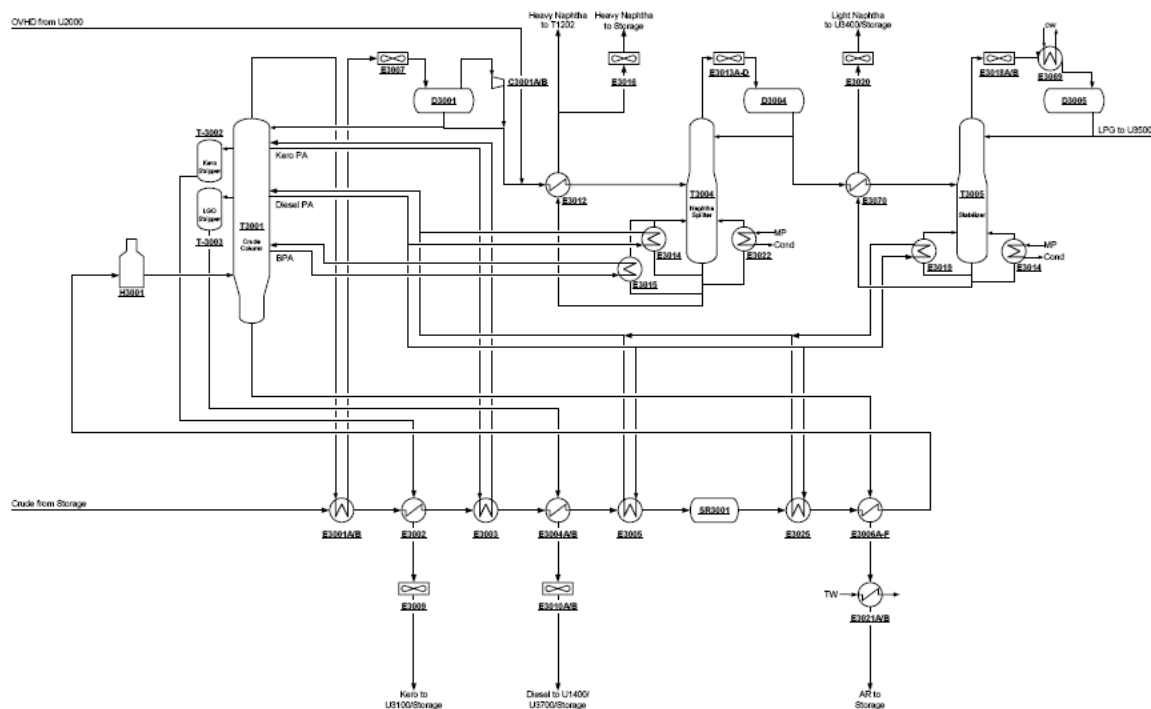 OVHD from U2000
Heavy Naphtha
to T1202
Heavy Naphtha
to Storage
Light Naphtha
to U3400/Storage
cw
E3007
C3001A/B
E3016
E3013A-D
E3020
E3018A/B
E3069
D3001
D3004
D3005
LPG to U3500
T-3002
Kero
Stripper
Kero PA
LGO
Stripper
T-3003
Diesel PA
T3001
Crude
Column
BPA
H3001
E3012
T3004
Naphtha
Splitter
E3070
T3005
Stabilizer
MP
Cond
E3014
E3022
E3015
MP
Cond
E3019
E3014
Crude from Storage
SR3001
E3001A/B
E3002
E3003
E3004A/B
E3005
E3025
E3006A-F
E3009
E3010A/B
TW
E3021A/B
Kero to
U3100/Storage
Diesel to U1400/
U3700/Storage
AR to
Storage